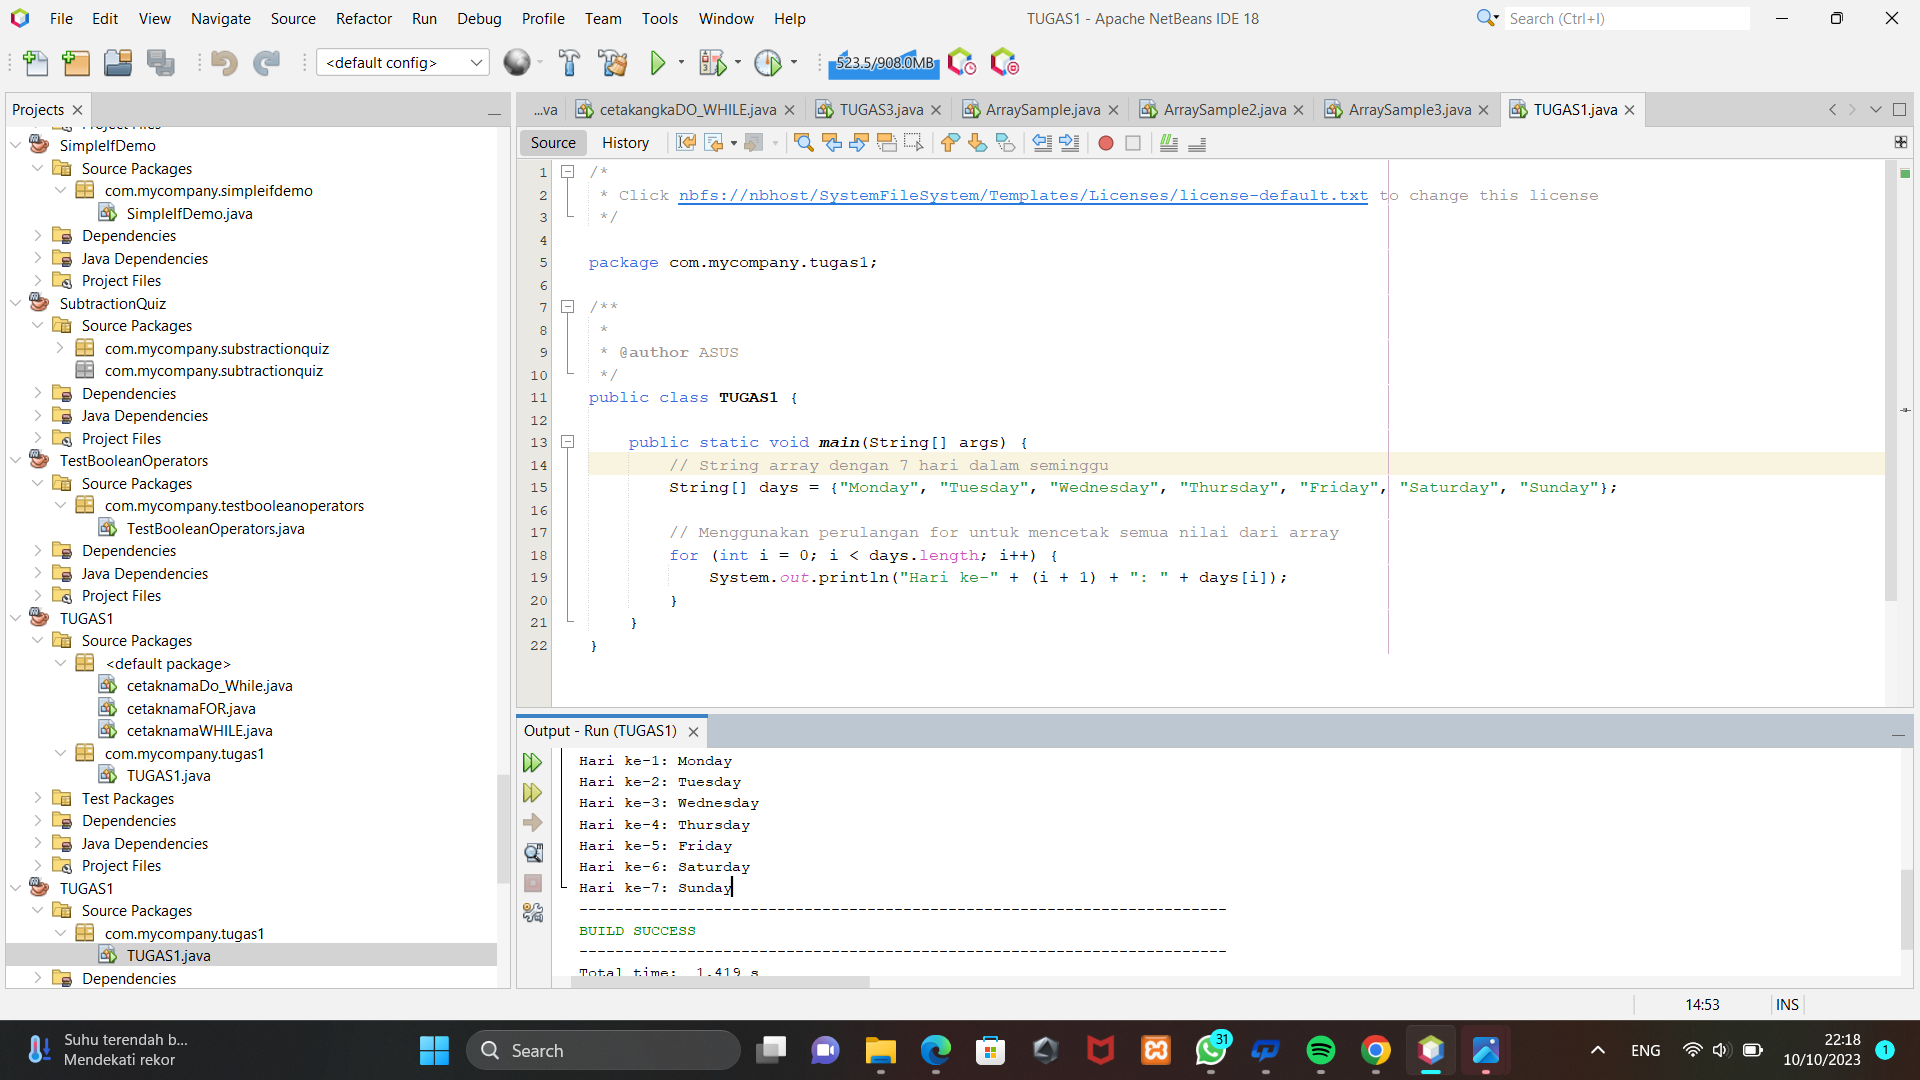 File Edit View Navigate Source Refactor Run Debug Profile Team Tools Window Help
TUGAS1 - Apache NetBeans IDE 18
Search (Ctrl+I)
<default config>
523.5/908.0MB
Projects
Project Files
SimpleIfDemo
Source Packages
com.mycompany.simpleifdemo
SimpleIfDemo.java
Dependencies
Java Dependencies
Project Files
SubtractionQuiz
Source Packages
com.mycompany.substractionquiz
com.mycompany.subtractionquiz
Dependencies
Java Dependencies
Project Files
TestBooleanOperators
Source Packages
com.mycompany.testbooleanoperators
TestBooleanOperators.java
Dependencies
Java Dependencies
Project Files
TUGAS1
Source Packages
<default package>
cetaknamaDo_While.java
cetaknamaFOR.java
cetaknamaWHILE.java
com.mycompany.tugas1
TUGAS1.java
Test Packages
Dependencies
Java Dependencies
Project Files
TUGAS1
Source Packages
com.mycompany.tugas1
TUGAS1.java
Dependencies
...va cetakangkaDO_WHILE.java TUGAS3.java ArraySample.java ArraySample2.java ArraySample3.java TUGAS1.java
Source History
1 /*
2 * Click nbfs://nbhost/SystemFileSystem/Templates/Licenses/license-default.txt to change this license
3 */
4
5 package com.mycompany.tugas1;
6
7 /**
8 *
9 * @author ASUS
10 */
11 public class TUGAS1 {
12
13 public static void main(String[] args) {
14 // String array dengan 7 hari dalam seminggu
15 String[] days = {"Monday", "Tuesday", "Wednesday", "Thursday", "Friday", "Saturday", "Sunday"};
16
17 // Menggunakan perulangan for untuk mencetak semua nilai dari array
18 for (int i = 0; i < days.length; i++) {
19 System.out.println("Hari ke-" + (i + 1) + ": " + days[i]);
20 }
21 }
22 }
Output - Run (TUGAS1)
Hari ke-1: Monday
Hari ke-2: Tuesday
Hari ke-3: Wednesday
Hari ke-4: Thursday
Hari ke-5: Friday
Hari ke-6: Saturday
Hari ke-7: Sunday
------------------------------------------------------------------------
BUILD SUCCESS
------------------------------------------------------------------------
Total time: 1.419 s
14:53 INS
Suhu terendah b...
Mendekati rekor
Search
31
ENG
22:18
10/10/2023
1